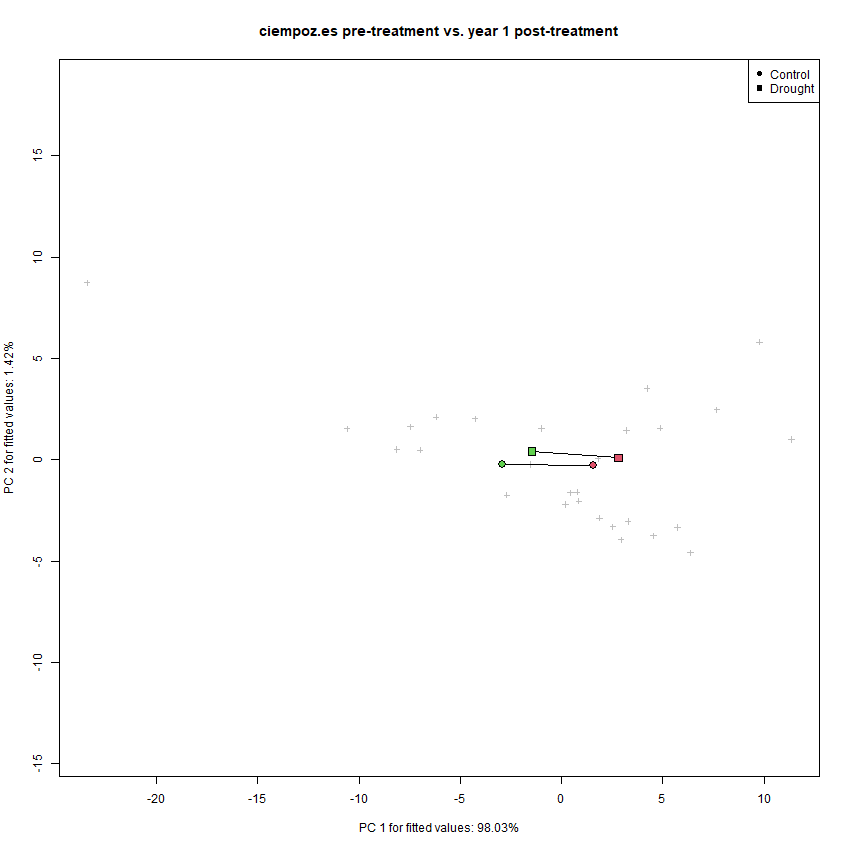 ciempoz.es pre-treatment vs. year 1 post-treatment
Control
Drought
15
10
5
0
-5
-10
-15
PC 2 for fitted values: 1.42%
-20
-15
-10
-5
0
5
10
PC 1 for fitted values: 98.03%